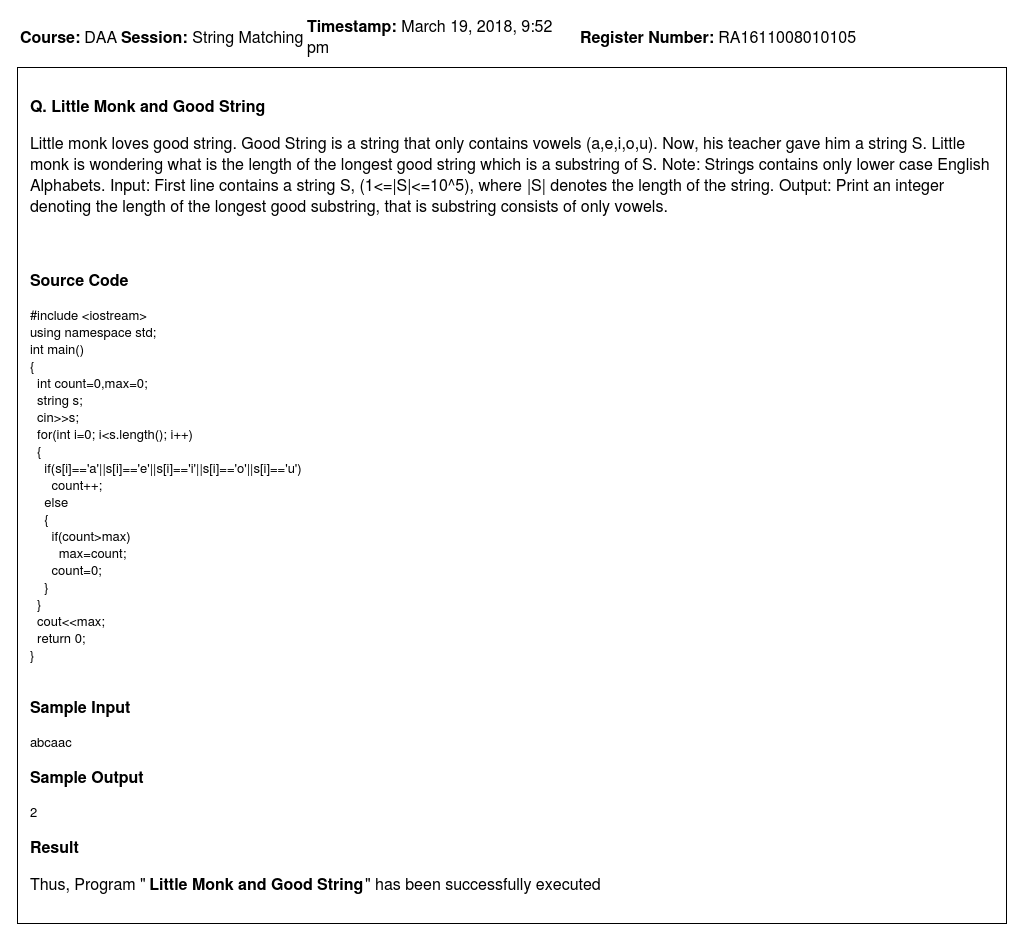 Course: DAA Session: String Matching Timestamp: March 19, 2018, 9:52 pm Register Number: RA1611008010105
Q. Little Monk and Good String
Little monk loves good string. Good String is a string that only contains vowels (a,e,i,o,u). Now, his teacher gave him a string S. Little
monk is wondering what is the length of the longest good string which is a substring of S. Note: Strings contains only lower case English
Alphabets. Input: First line contains a string S, (1<=|S|<=10^5), where |S| denotes the length of the string. Output: Print an integer
denoting the length of the longest good substring, that is substring consists of only vowels.
Source Code
#include <iostream>
using namespace std;
int main()
{
  int count=0,max=0;
  string s;
  cin>>s;
  for(int i=0; i<s.length(); i++)
  {
    if(s[i]=='a'||s[i]=='e'||s[i]=='i'||s[i]=='o'||s[i]=='u')
      count++;
    else
    {
      if(count>max)
        max=count;
      count=0;
    }
  }
  cout<<max;
  return 0;
}
Sample Input
abcaac
Sample Output
2
Result
Thus, Program " Little Monk and Good String" has been successfully executed